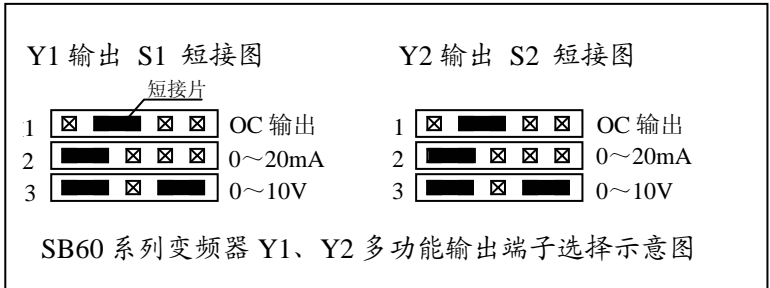 Y1 输出 S1 短接图 Y2 输出 S2 短接图
短接片
1 OC 输出 1 OC 输出
2 0～20mA 2 0～20mA
3 0～10V 3 0～10V
SB60 系列变频器 Y1、Y2 多功能输出端子选择示意图